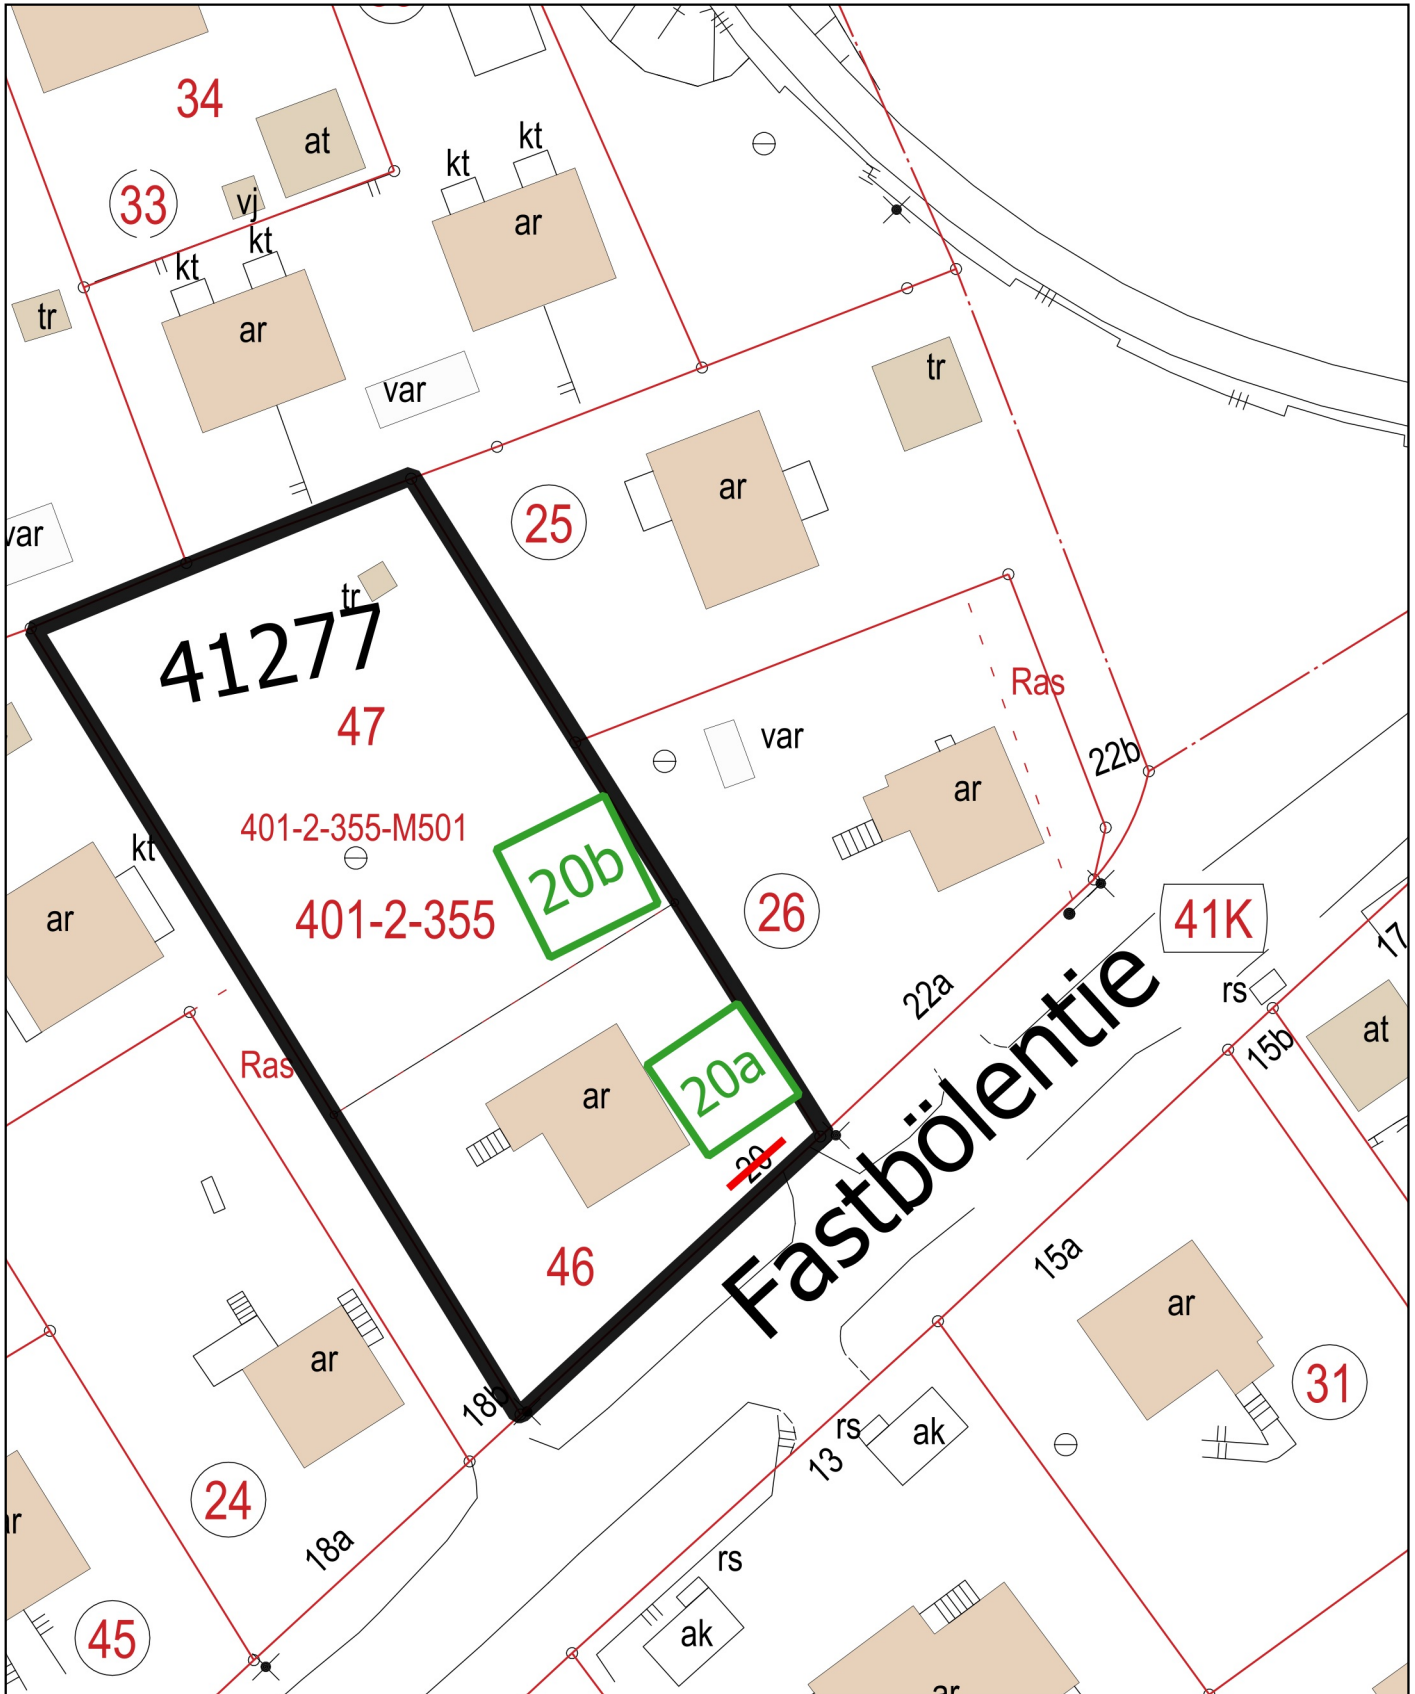 34
at
kt
kt
33
vj
ar
kt
kt
tr
ar
var
tr
ar
25
var
tr
41277
47
Ras
22b
var
ar
401-2-355-M501
kt
20b
401-2-355
ar
26
41K
22a
rs
17
at
15b
Ras
ar
20a
20
Fastbölentie
46
15a
ar
ar
18b
31
rs
ak
13
24
18a
ar
rs
45
ak
ar